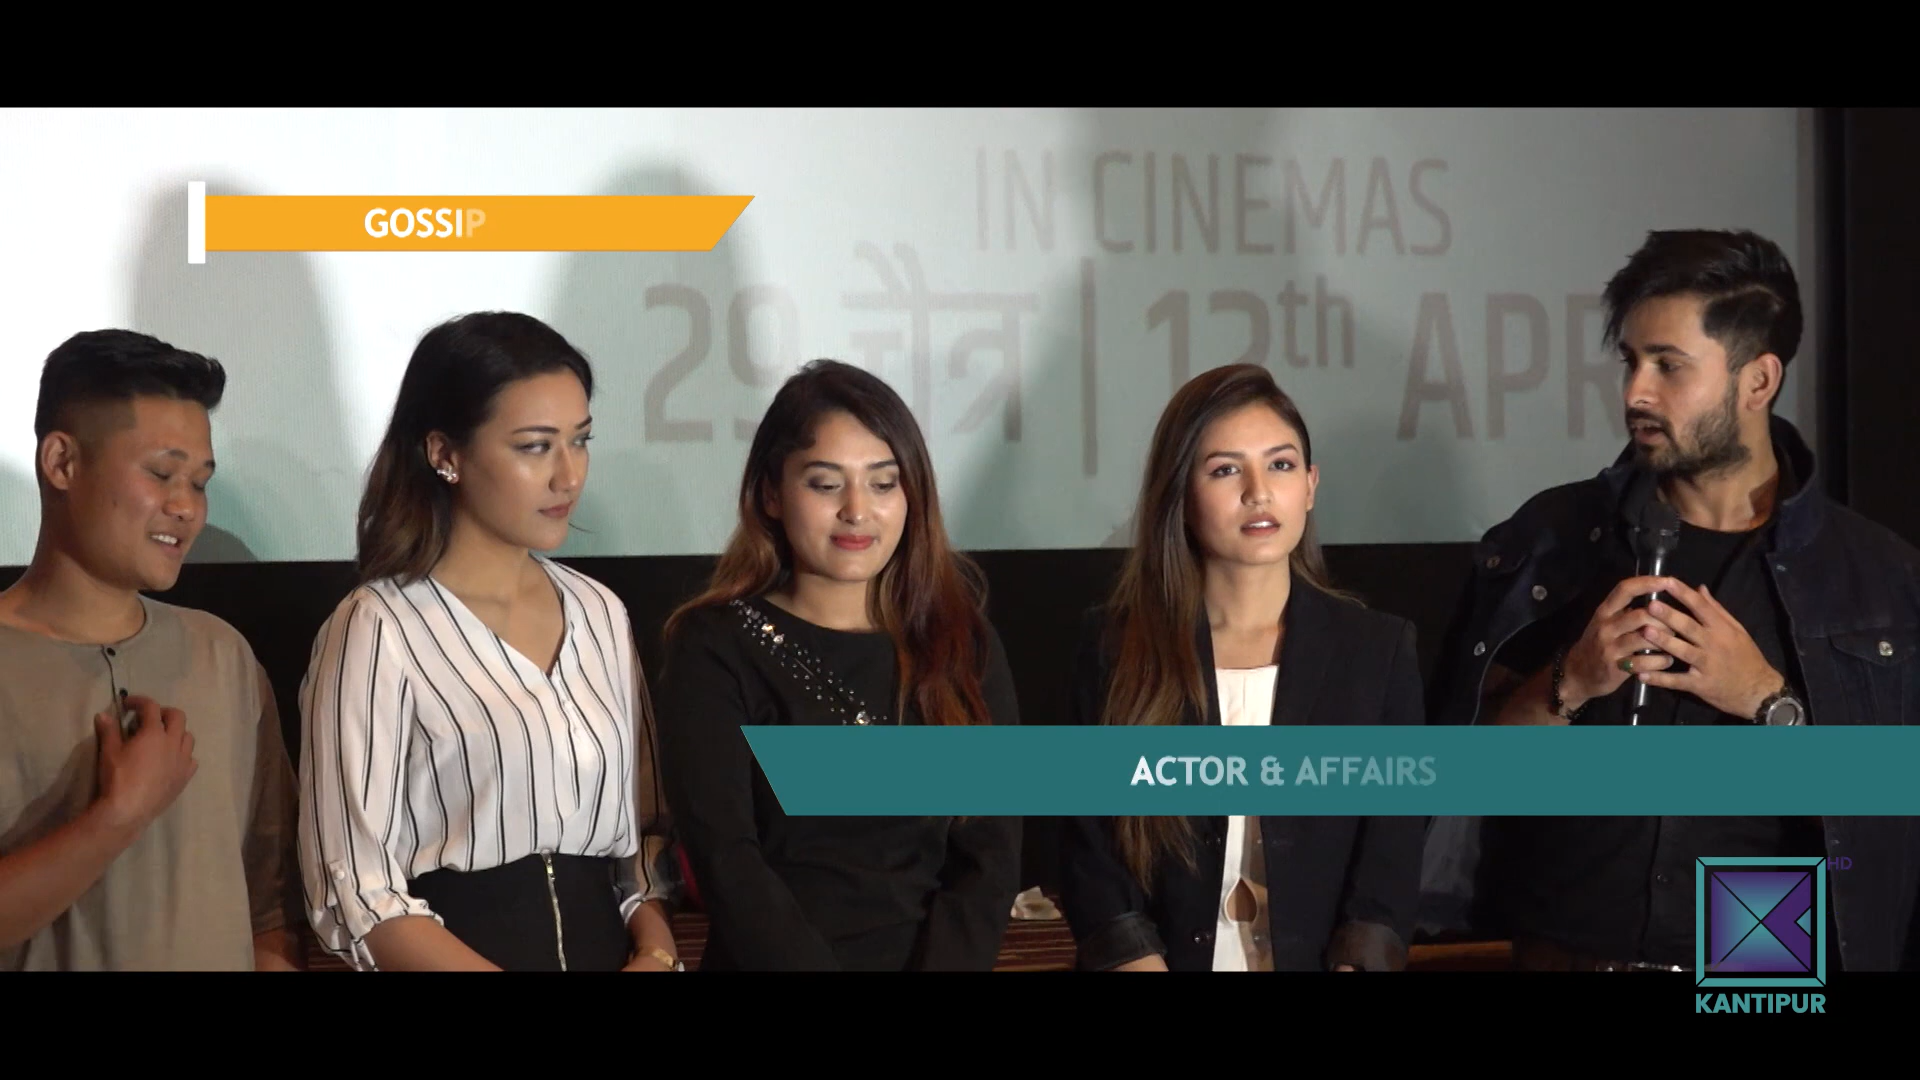 IN CINEMAS
GOSSIP
29 चैत्र | 12th APR
ACTOR & AFFAIRS
HD
KANTIPUR